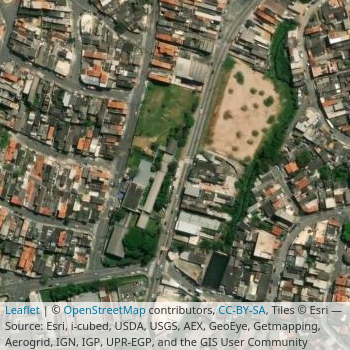 Leaflet | © OpenStreetMap contributors, CC-BY-SA, Tiles © Esri —
Source: Esri, i-cubed, USDA, USGS, AEX, GeoEye, Getmapping,
Aerogrid, IGN, IGP, UPR-EGP, and the GIS User Community